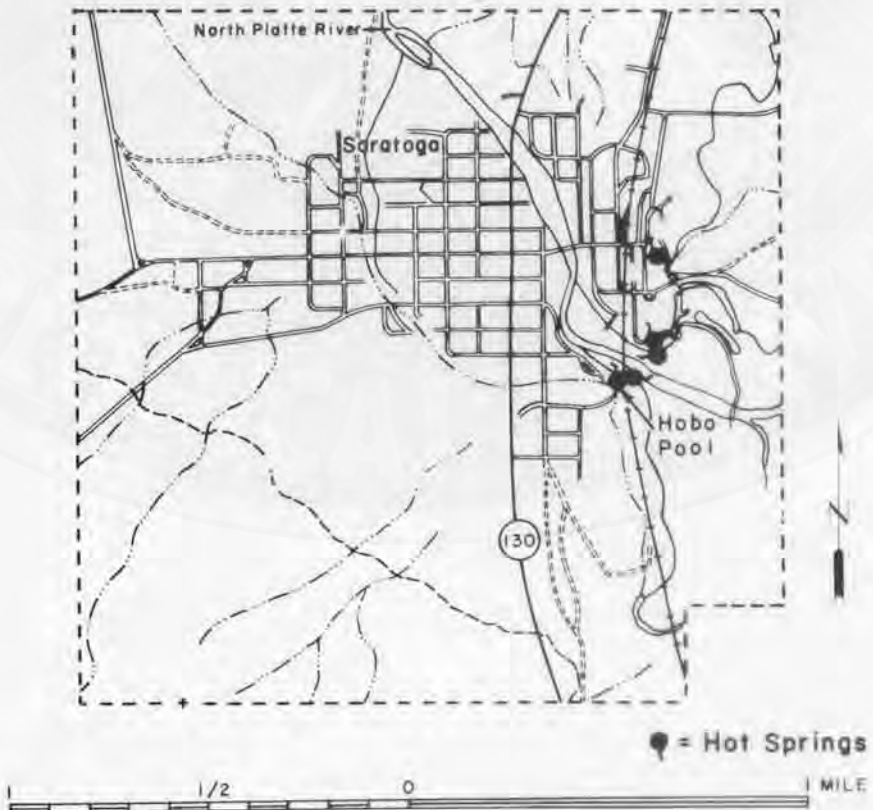 North Platte River
Saratoga
Hobo
Pool
130
N
= Hot Springs
1 1/2 0 1 MILE